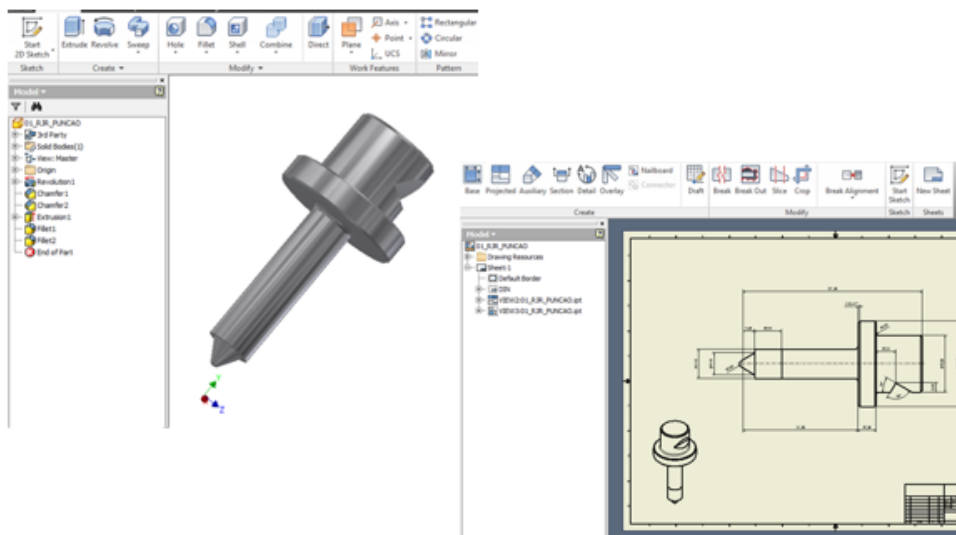 Start
2D Sketch
Extrude Revolve Sweep
Hole Fillet Shell Combine
Direct
Plane
Axis
Point
UCS
Rectangular
Circular
Mirror
Sketch
Create
Modify
Work Features
Pattern
Model
01_RJR_PUNCAO
3rd Party
Solid Bodies(1)
View: Master
Origin
Revolution1
Chamfer1
Chamfer2
Extrusion1
Fillet1
Fillet2
End of Part
Y
Z
Base Projected Auxiliary Section Detail Overlay
Nailboard
Connector
Draft
Break Break Out Slice Crop
Break Alignment
Start
Sketch
New Sheet
Create
Modify
Sketch
Sheets
Model
01_RJR_PUNCAO
Drawing Resources
Sheet:1
Default Border
DIN
VIEW2:01_RJR_PUNCAO.ipt
VIEW3:01_RJR_PUNCAO.ipt